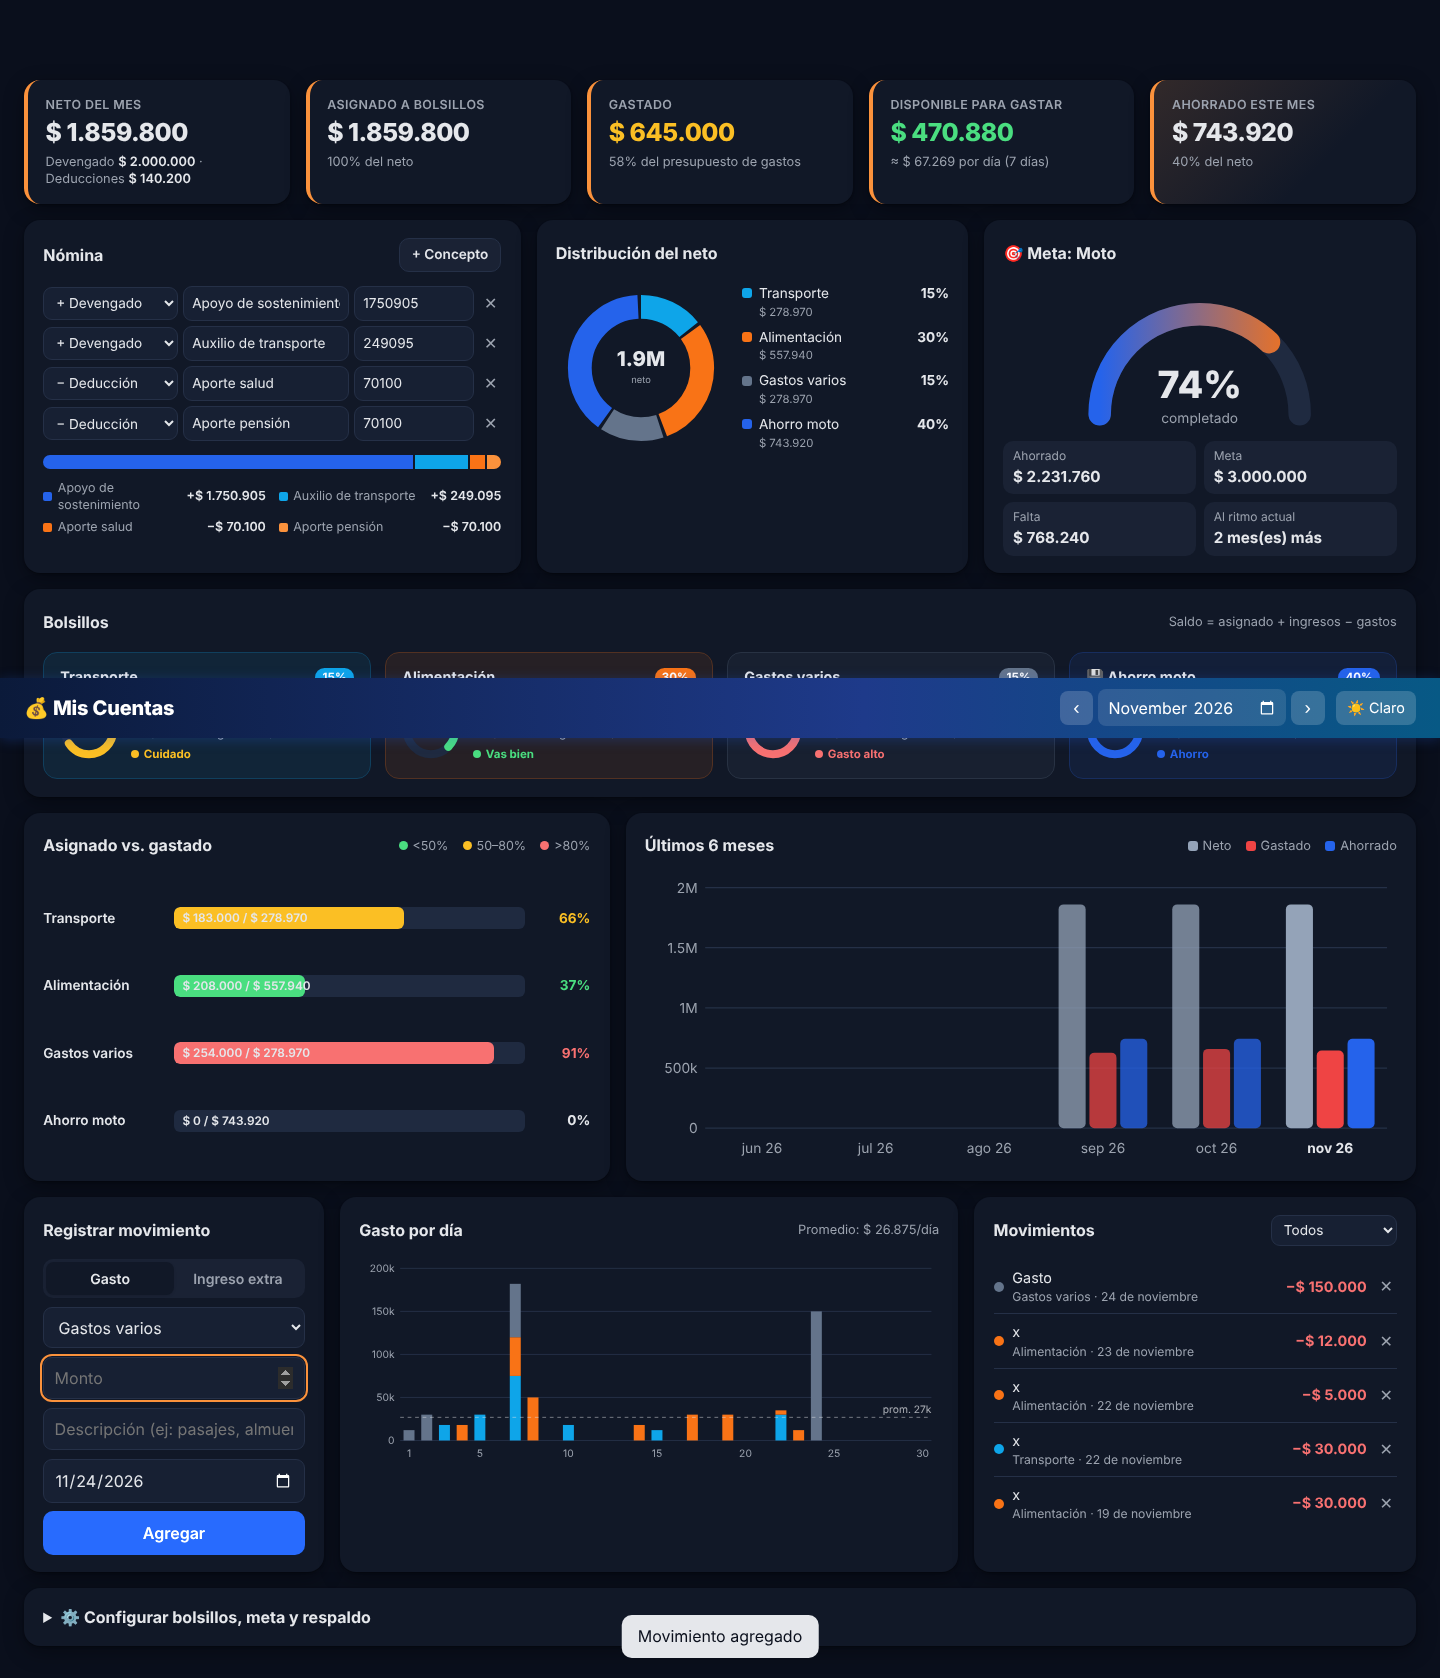 NETO DEL MES
$ 1.859.800
Devengado $ 2.000.000 ·
Deducciones $ 140.200
ASIGNADO A BOLSILLOS
$ 1.859.800
100% del neto
GASTADO
$ 645.000
58% del presupuesto de gastos
DISPONIBLE PARA GASTAR
$ 470.880
≈ $ 67.269 por día (7 días)
AHORRADO ESTE MES
$ 743.920
40% del neto
Nómina
+ Concepto
+ Devengado Apoyo de sostenimient 1750905 ✕
+ Devengado Auxilio de transporte 249095 ✕
− Deducción Aporte salud 70100 ✕
− Deducción Aporte pensión 70100 ✕
Apoyo de
sostenimiento
+$ 1.750.905
Auxilio de transporte +$ 249.095
Aporte salud −$ 70.100
Aporte pensión −$ 70.100
Distribución del neto
1.9M
neto
Transporte 15%
$ 278.970
Alimentación 30%
$ 557.940
Gastos varios 15%
$ 278.970
Ahorro moto 40%
$ 743.920
🎯 Meta: Moto
74%
completado
Ahorrado
$ 2.231.760
Meta
$ 3.000.000
Falta
$ 768.240
Al ritmo actual
2 mes(es) más
Bolsillos
Saldo = asignado + ingresos − gastos
Transporte 15%
Alimentación 30%
Gastos varios 15%
💾 Ahorro moto 40%
💰 Mis Cuentas
‹ November 2026 ›
☀️ Claro
Cuidado
Vas bien
Gasto alto
Ahorro
Asignado vs. gastado
<50% 50–80% >80%
Transporte $ 183.000 / $ 278.970 66%
Alimentación $ 208.000 / $ 557.940 37%
Gastos varios $ 254.000 / $ 278.970 91%
Ahorro moto $ 0 / $ 743.920 0%
Últimos 6 meses
Neto Gastado Ahorrado
2M
1.5M
1M
500k
0
jun 26 jul 26 ago 26 sep 26 oct 26 nov 26
Registrar movimiento
Gasto Ingreso extra
Gastos varios
Monto
Descripción (ej: pasajes, almuer
11/24/2026
Agregar
Gasto por día
Promedio: $ 26.875/día
200k
150k
100k
50k
0
prom. 27k
1 5 10 15 20 25 30
Movimientos
Todos
Gasto
Gastos varios · 24 de noviembre
−$ 150.000 ✕
x
Alimentación · 23 de noviembre
−$ 12.000 ✕
x
Alimentación · 22 de noviembre
−$ 5.000 ✕
x
Transporte · 22 de noviembre
−$ 30.000 ✕
x
Alimentación · 19 de noviembre
−$ 30.000 ✕
⚙️ Configurar bolsillos, meta y respaldo
Movimiento agregado